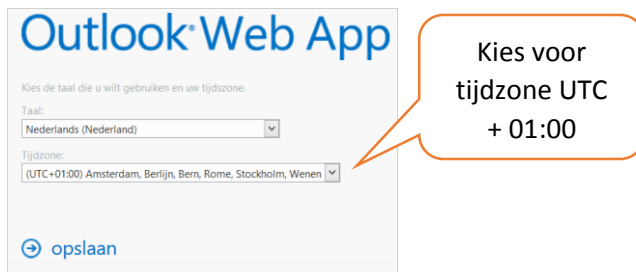 Outlook Web App
Kies de taal die u wilt gebruiken en uw tijdszone.
Taal:
Nederlands (Nederland)
Tijdzone:
(UTC+01:00) Amsterdam, Berlijn, Bern, Rome, Stockholm, Wenen
opslaan
Kies voor
tijdzone UTC
+ 01:00